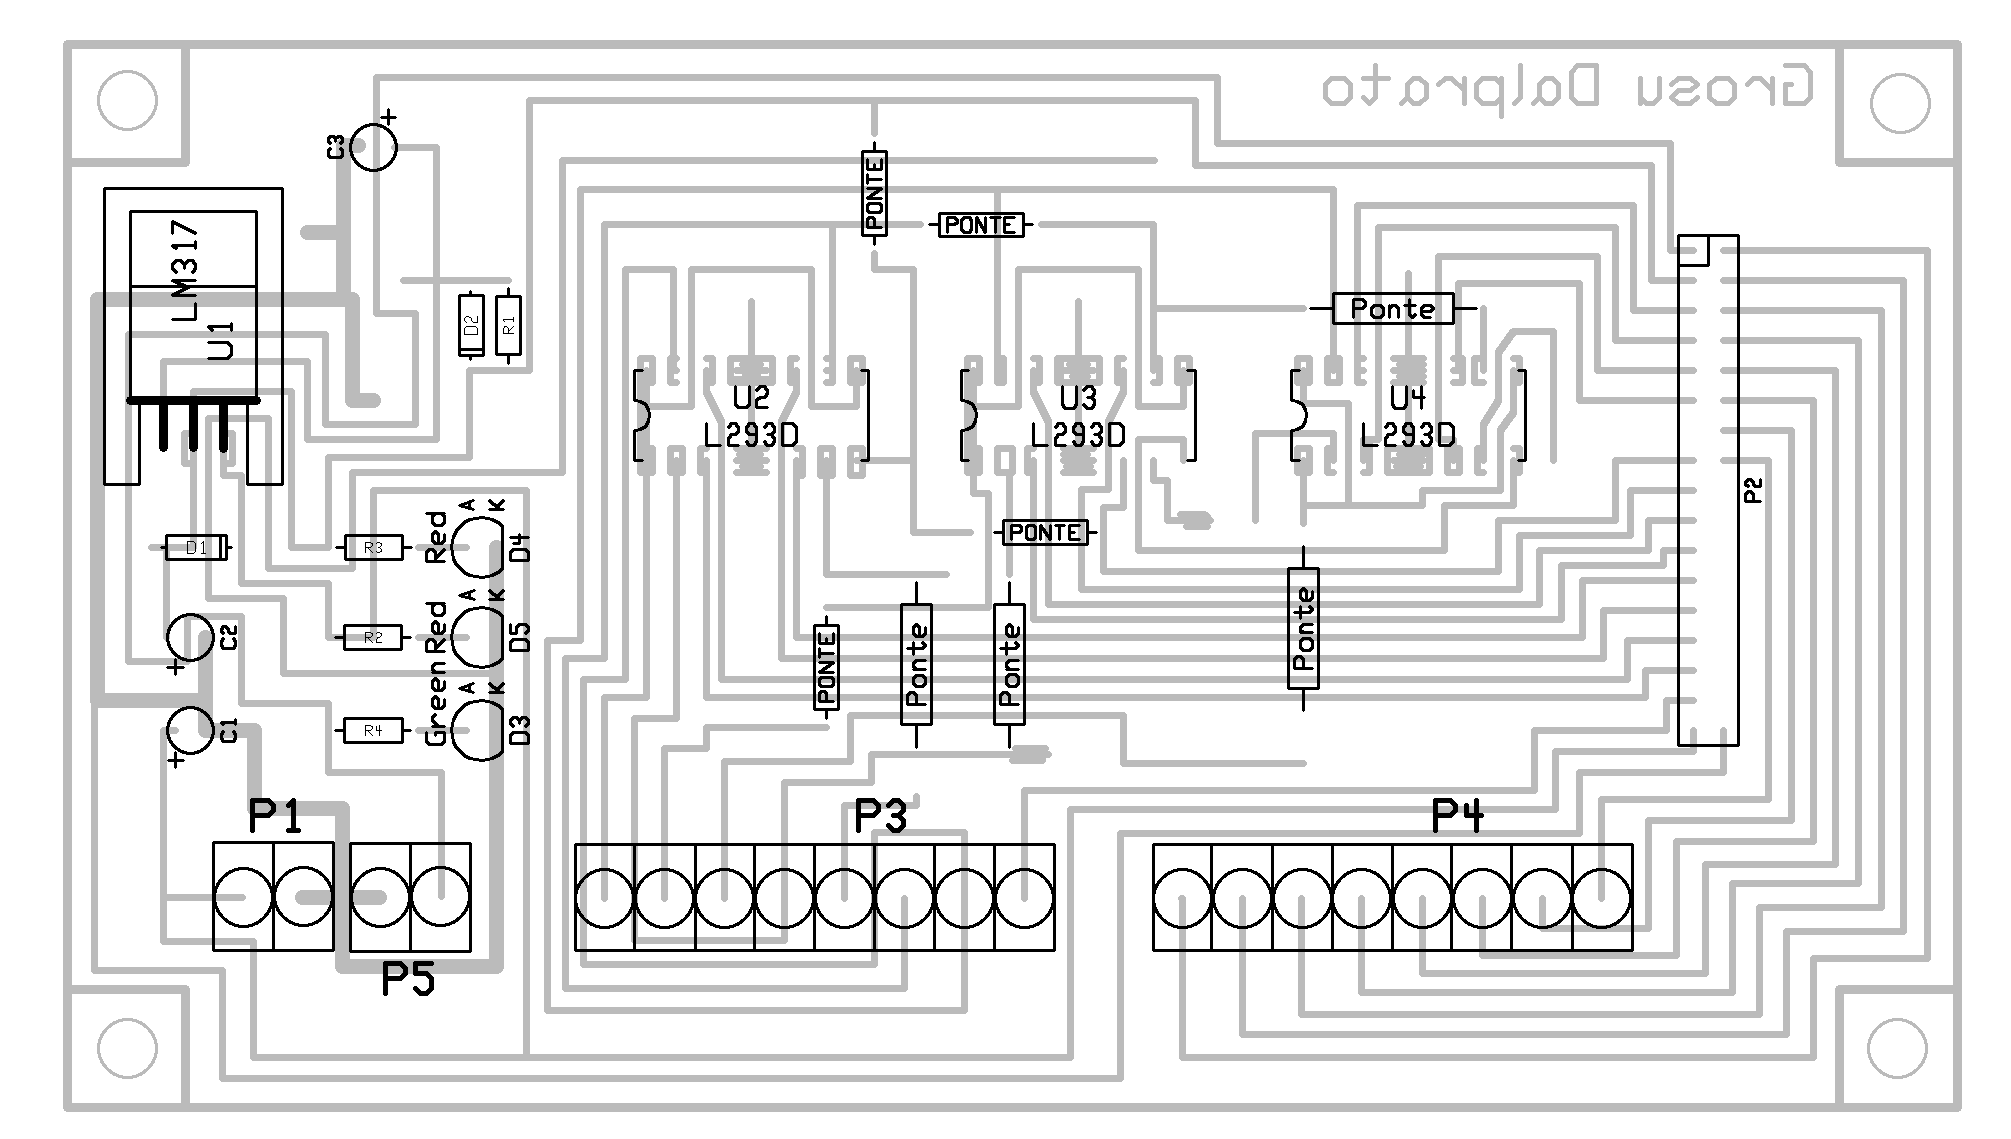 Grosu Dalprato
C3
+
PONTE
PONTE
LM317
U1
D2
R1
Ponte
U2
L293D
U3
L293D
U4
L293D
P2
D1
R3
Red
A
K
D4
PONTE
C2
+
R2
Red
A
K
D5
PONTE
Ponte
Ponte
Ponte
C1
+
R4
Green
A
K
D3
P1
P3
P4
P5